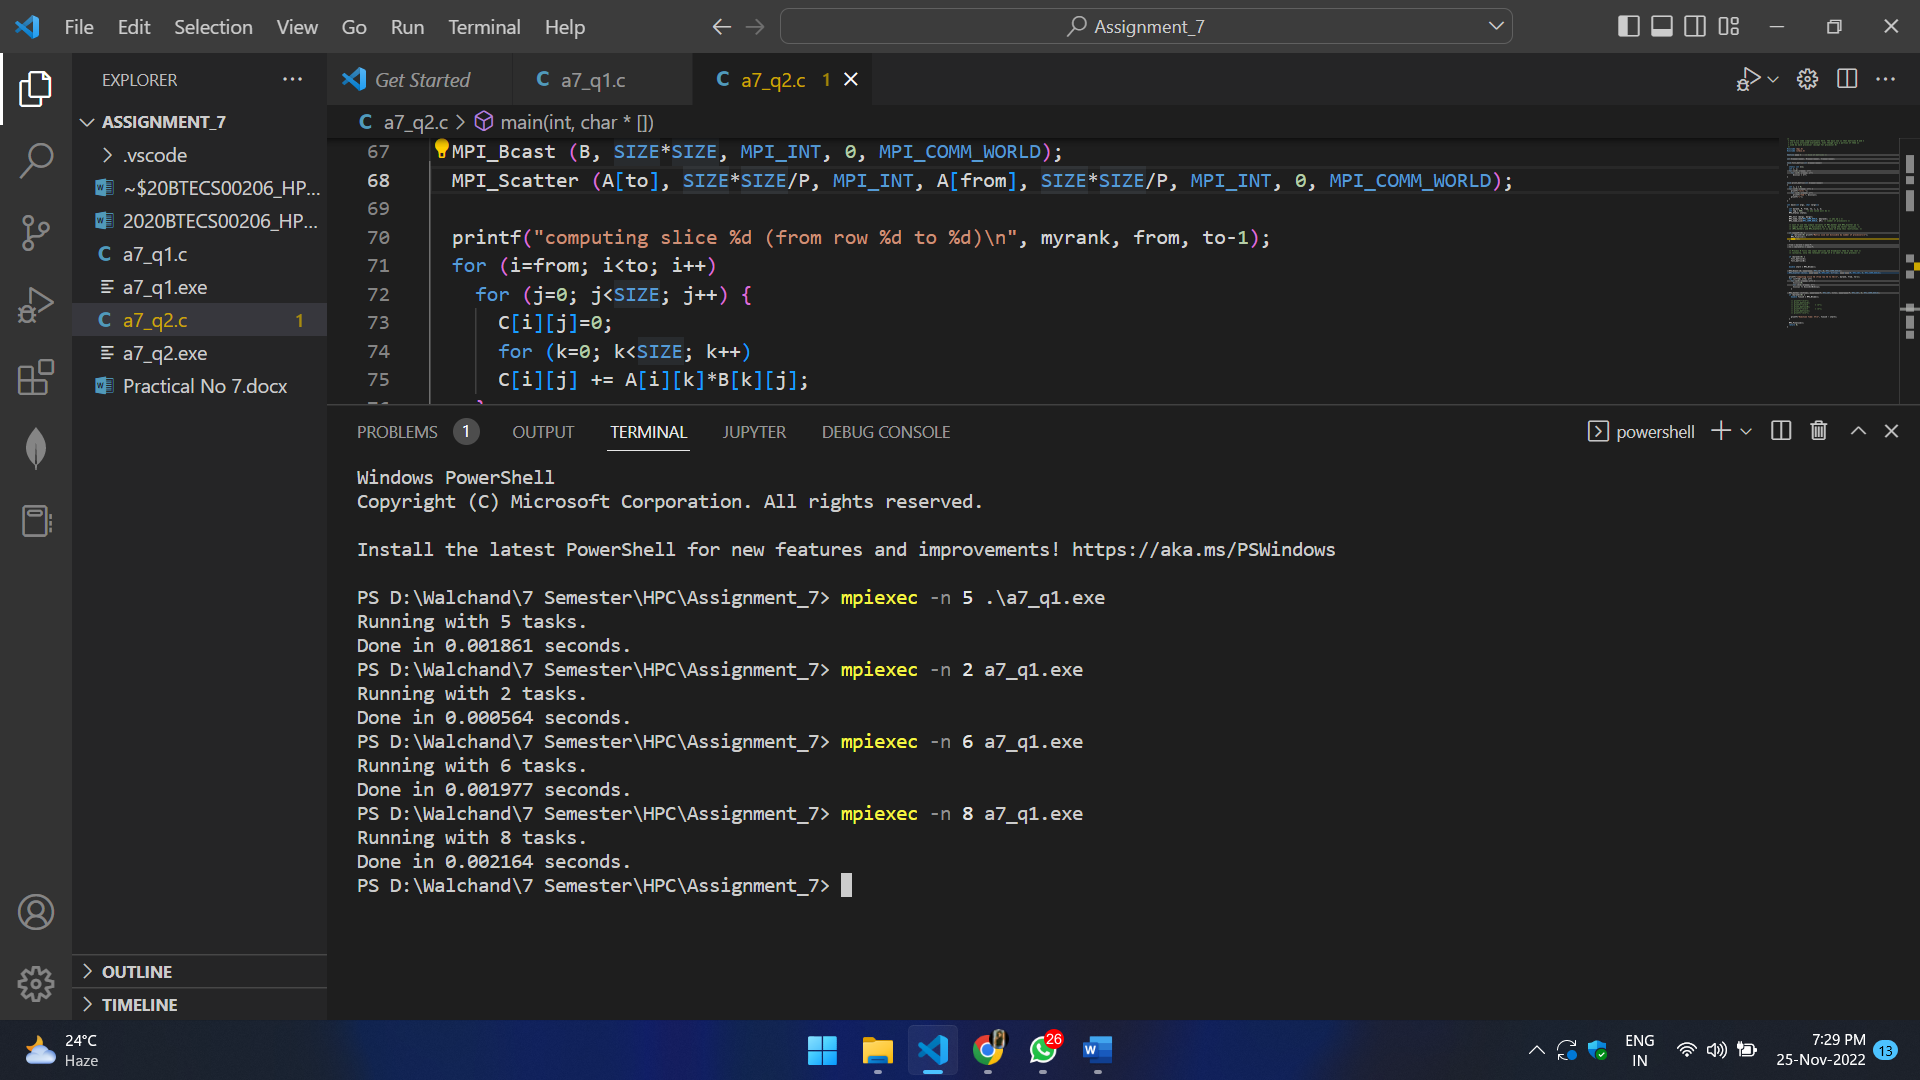 File Edit Selection View Go Run Terminal Help
Assignment_7
EXPLORER
ASSIGNMENT_7
.vscode
~$20BTECS00206_HP...
2020BTECS00206_HP...
a7_q1.c
a7_q1.exe
a7_q2.c 1
a7_q2.exe
Practical No 7.docx
OUTLINE
TIMELINE
Get Started
C a7_q1.c
C a7_q2.c 1
C a7_q2.c > main(int, char * [])
67 MPI_Bcast (B, SIZE*SIZE, MPI_INT, 0, MPI_COMM_WORLD);
68 MPI_Scatter (A[to], SIZE*SIZE/P, MPI_INT, A[from], SIZE*SIZE/P, MPI_INT, 0, MPI_COMM_WORLD);
69
70 printf("computing slice %d (from row %d to %d)\n", myrank, from, to-1);
71 for (i=from; i<to; i++)
72 for (j=0; j<SIZE; j++) {
73 C[i][j]=0;
74 for (k=0; k<SIZE; k++)
75 C[i][j] += A[i][k]*B[k][j];
PROBLEMS 1 OUTPUT TERMINAL JUPYTER DEBUG CONSOLE
powershell
Windows PowerShell
Copyright (C) Microsoft Corporation. All rights reserved.
Install the latest PowerShell for new features and improvements! https://aka.ms/PSWindows
PS D:\Walchand\7 Semester\HPC\Assignment_7> mpiexec -n 5 .\a7_q1.exe
Running with 5 tasks.
Done in 0.001861 seconds.
PS D:\Walchand\7 Semester\HPC\Assignment_7> mpiexec -n 2 a7_q1.exe
Running with 2 tasks.
Done in 0.000564 seconds.
PS D:\Walchand\7 Semester\HPC\Assignment_7> mpiexec -n 6 a7_q1.exe
Running with 6 tasks.
Done in 0.001977 seconds.
PS D:\Walchand\7 Semester\HPC\Assignment_7> mpiexec -n 8 a7_q1.exe
Running with 8 tasks.
Done in 0.002164 seconds.
PS D:\Walchand\7 Semester\HPC\Assignment_7>
24°C
Haze
26
ENG
IN
7:29 PM
25-Nov-2022
13